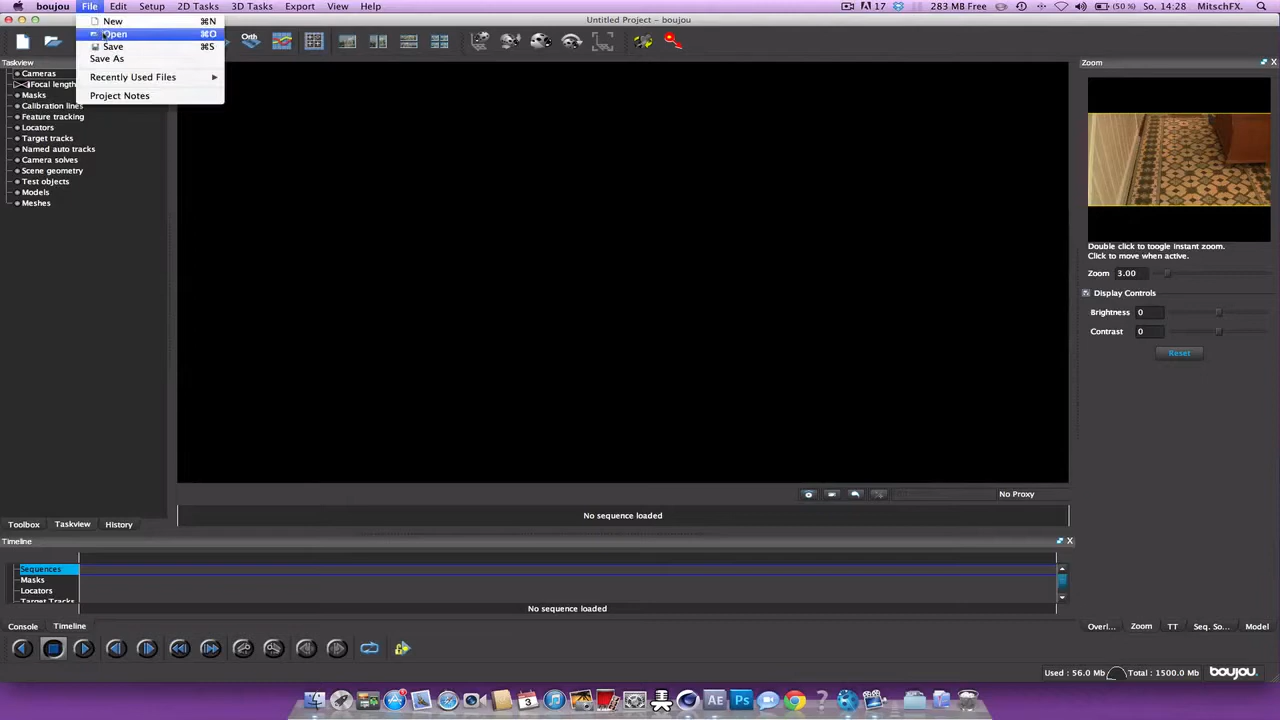 boujou File Edit Setup 2D Tasks 3D Tasks Export View Help 4 283 MB Free (50 %) So. 14:28 MitschFX.
Untitled Project – boujou
New ⌘N
Open ⌘O
Save ⌘S
Save As
Recently Used Files
Project Notes
Orth
Taskview
Cameras
Focal length
Masks
Calibration lines
Feature tracking
Locators
Target tracks
Named auto tracks
Camera solves
Scene geometry
Test objects
Models
Meshes
Zoom
Double click to toogle instant zoom.
Click to move when active.
Zoom 3.00
Display Controls
Brightness 0
Contrast 0
Reset
No Proxy
No sequence loaded
Toolbox Taskview History
Timeline
Sequences
Masks
Locators
Target Tracks
No sequence loaded
Console Timeline
Overl... Zoom TT Seq. So... Model
Used : 56.0 Mb Total : 1500.0 Mb boujou
3
AE Ps ?